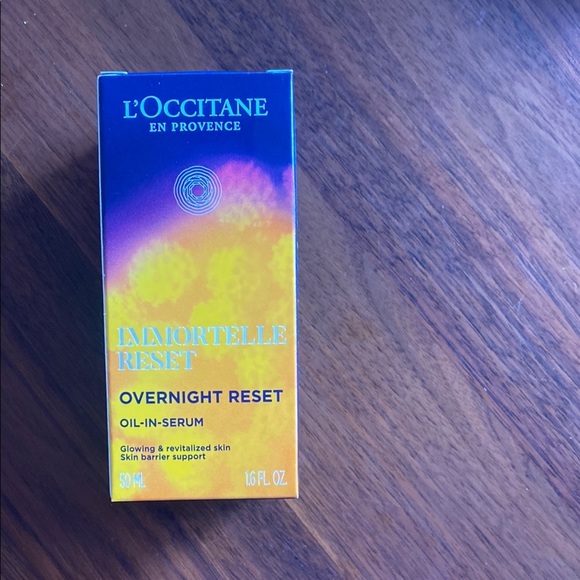 L'OCCITANE
EN PROVENCE
IMMORTELLE
RESET
OVERNIGHT RESET
OIL-IN-SERUM
Glowing & revitalized skin
Skin barrier support
50 ML 1.6 FL. OZ.